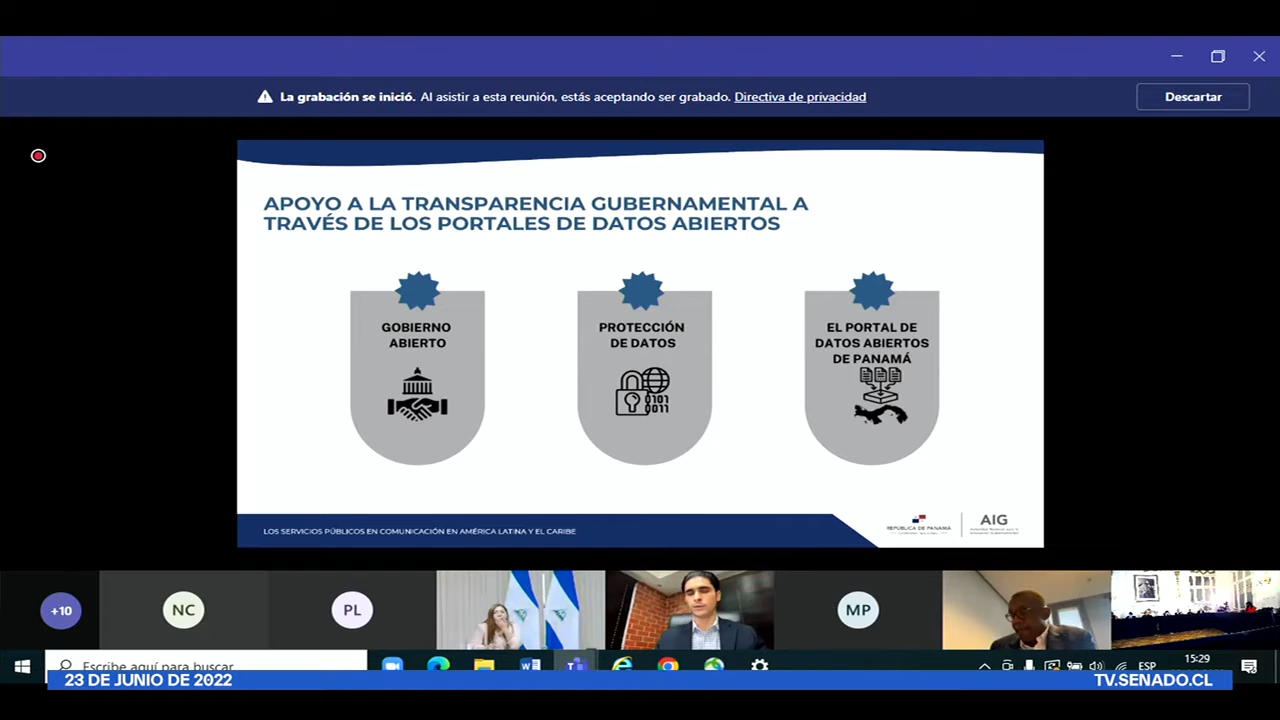 La grabación se inició. Al asistir a esta reunión, estás aceptando ser grabado. Directiva de privacidad
Descartar
APOYO A LA TRANSPARENCIA GUBERNAMENTAL A
TRAVÉS DE LOS PORTALES DE DATOS ABIERTOS
GOBIERNO
ABIERTO
PROTECCIÓN
DE DATOS
0101
0011
EL PORTAL DE
DATOS ABIERTOS
DE PANAMÁ
LOS SERVICIOS PÚBLICOS EN COMUNICACIÓN EN AMÉRICA LATINA Y EL CARIBE
REPÚBLICA DE PANAMÁ
AIG
+10
NC
PL
MP
Escribe aquí para buscar
ESP
15:29
23 DE JUNIO DE 2022
TV.SENADO.CL